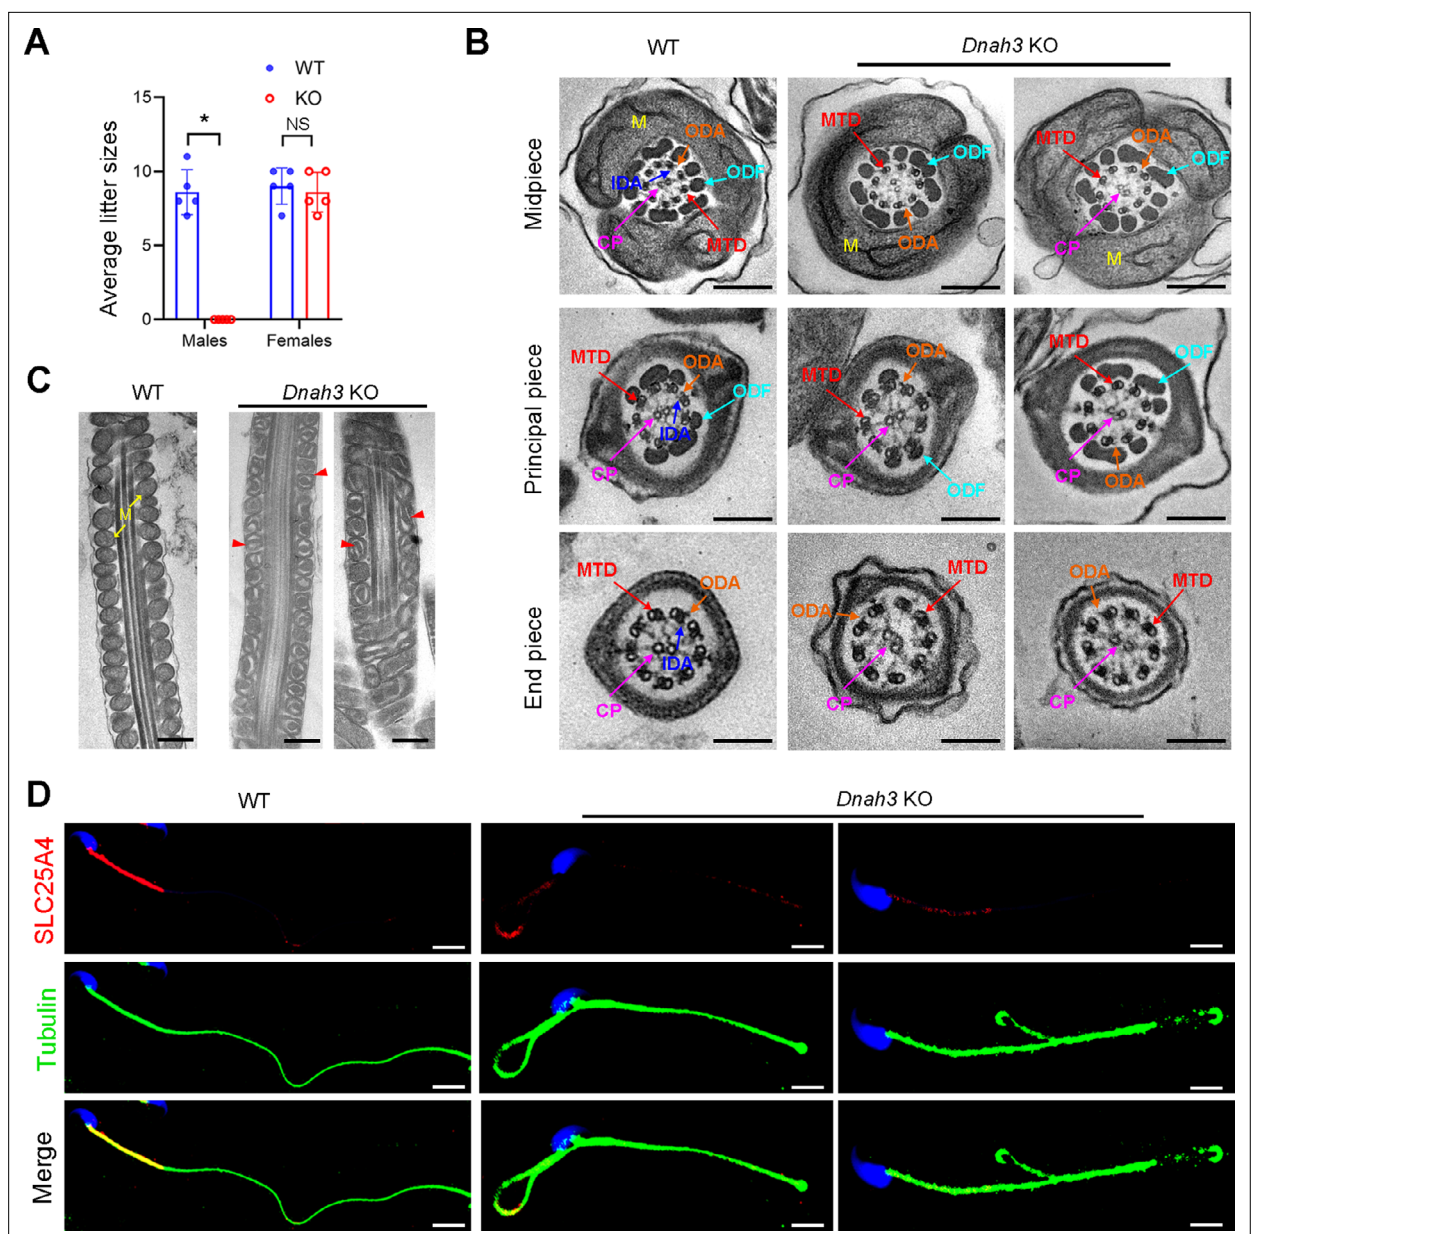 A
WT
KO
Average litter sizes
15
10
5
0
*
NS
Males
Females
B
WT
Dnah3 KO
Midpiece
M
ODA
ODF
IDA
CP
MTD
MTD
ODF
M
ODA
MTD
ODA
ODF
CP
M
Principal piece
MTD
ODA
ODF
IDA
CP
ODA
MTD
CP
ODF
MTD
ODF
CP
ODA
End piece
MTD
ODA
IDA
CP
MTD
ODA
CP
ODA
MTD
CP
C
WT
Dnah3 KO
M
D
WT
Dnah3 KO
SLC25A4
Tubulin
Merge